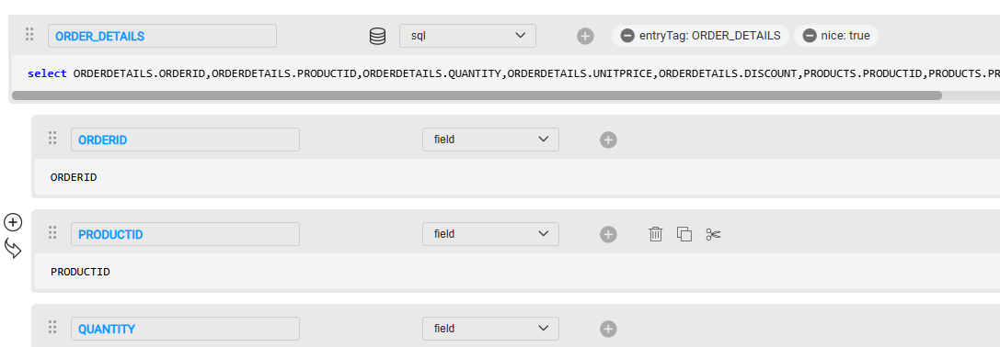 ORDER_DETAILS sql entryTag: ORDER_DETAILS nice: true
select ORDERDETAILS.ORDERID,ORDERDETAILS.PRODUCTID,ORDERDETAILS.QUANTITY,ORDERDETAILS.UNITPRICE,ORDERDETAILS.DISCOUNT,PRODUCTS.PRODUCTID,PRODUCTS.PR
ORDERID field
ORDERID
PRODUCTID field
PRODUCTID
QUANTITY field